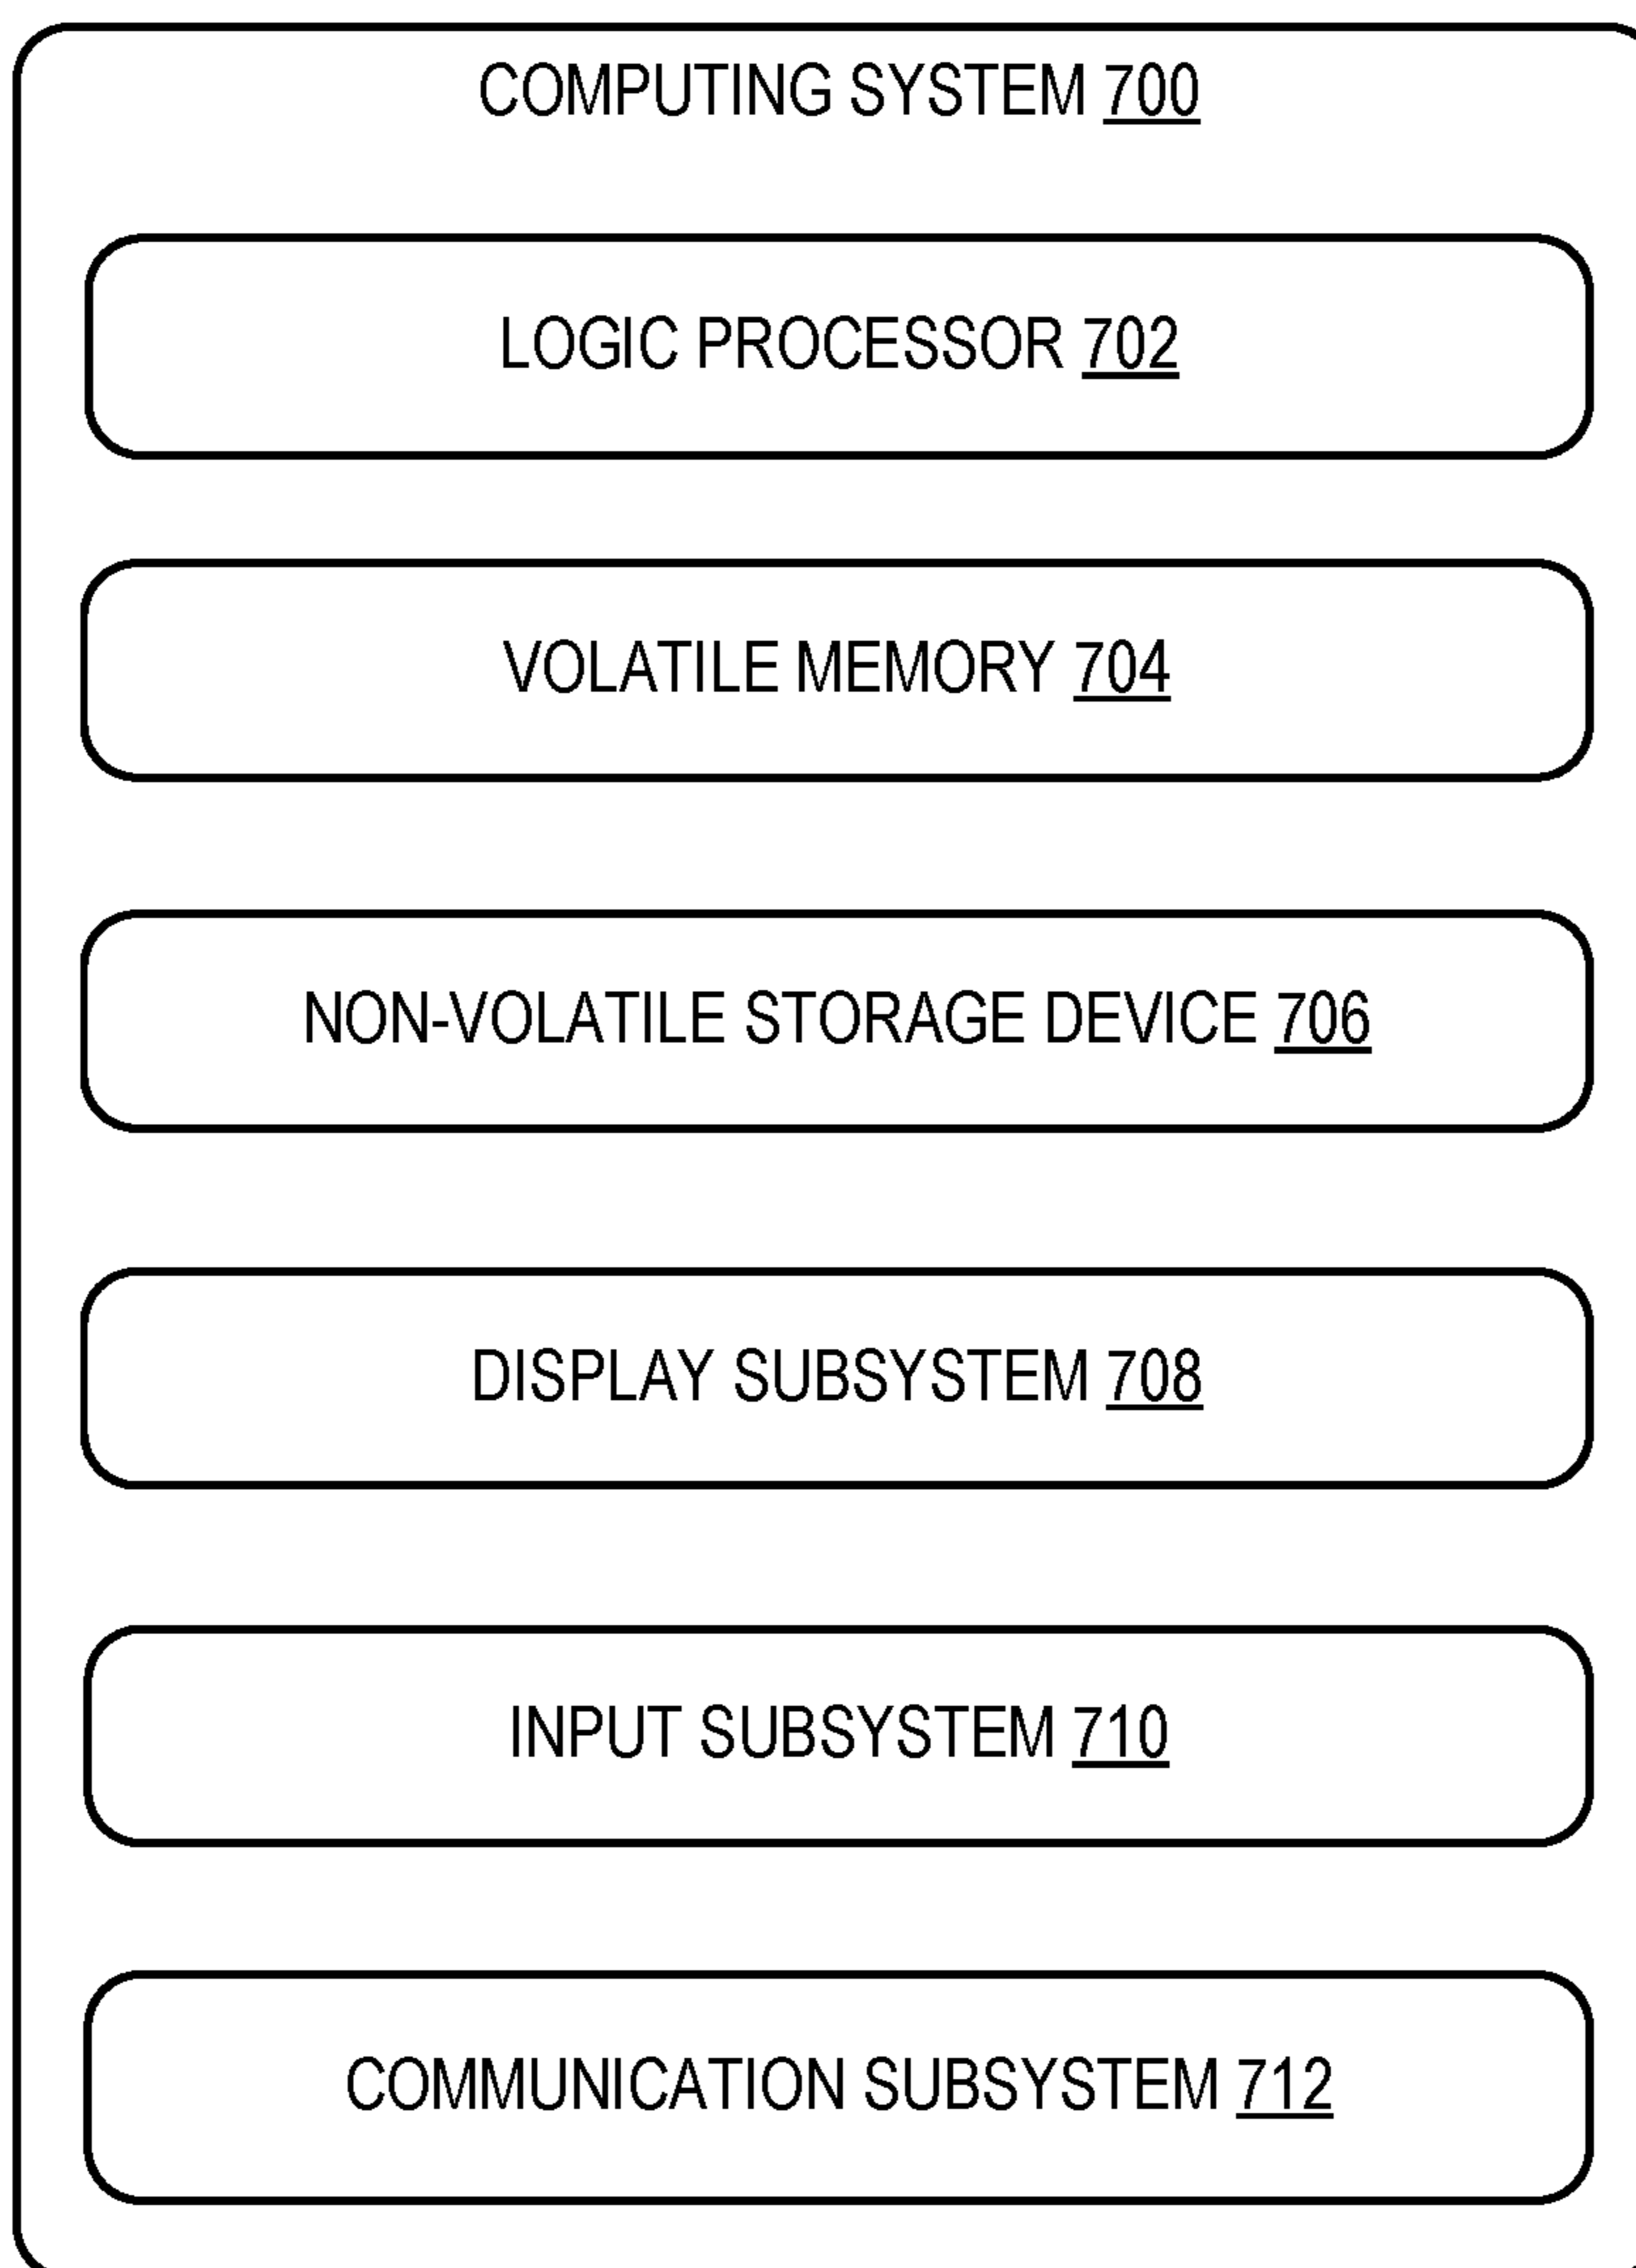 COMPUTING SYSTEM 700
LOGIC PROCESSOR 702
VOLATILE MEMORY 704
NON-VOLATILE STORAGE DEVICE 706
DISPLAY SUBSYSTEM 708
INPUT SUBSYSTEM 710
COMMUNICATION SUBSYSTEM 712